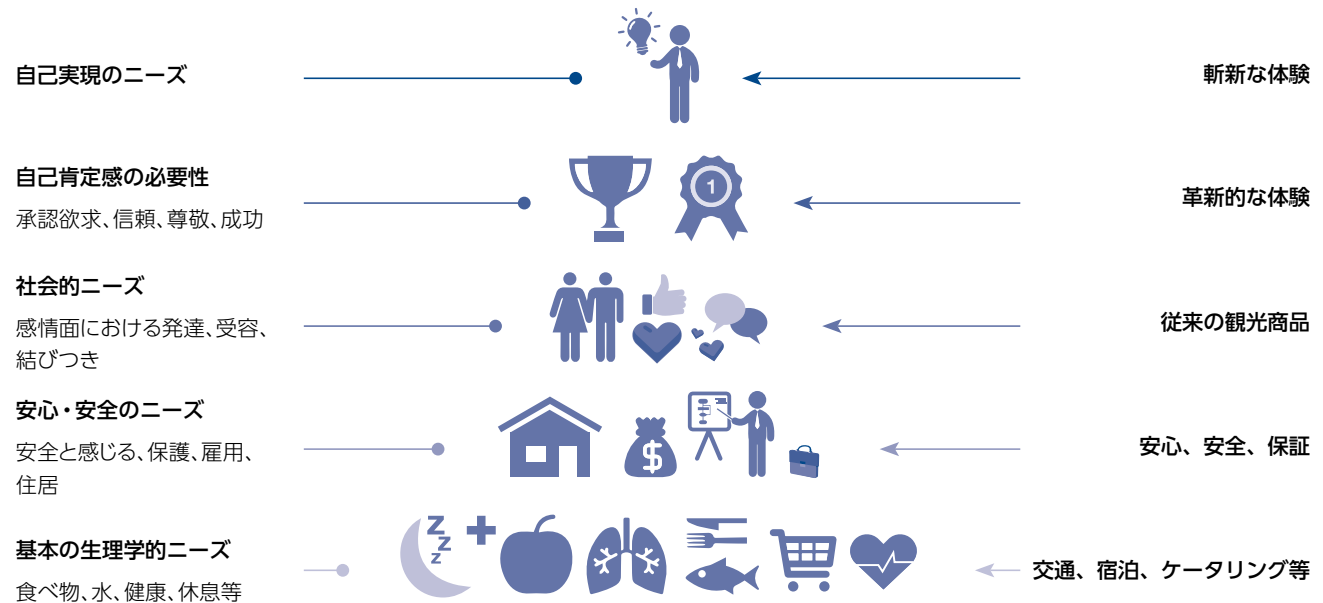 自己実現のニーズ
斬新な体験
自己肯定感の必要性
承認欲求、信頼、尊敬、成功
1
革新的な体験
社会的ニーズ
感情面における発達、受容、
結びつき
従来の観光商品
安心・安全のニーズ
安全と感じる、保護、雇用、
住居
$
安心、安全、保証
基本の生理学的ニーズ
食べ物、水、健康、休息等
Z
Z
Z
交通、宿泊、ケータリング等